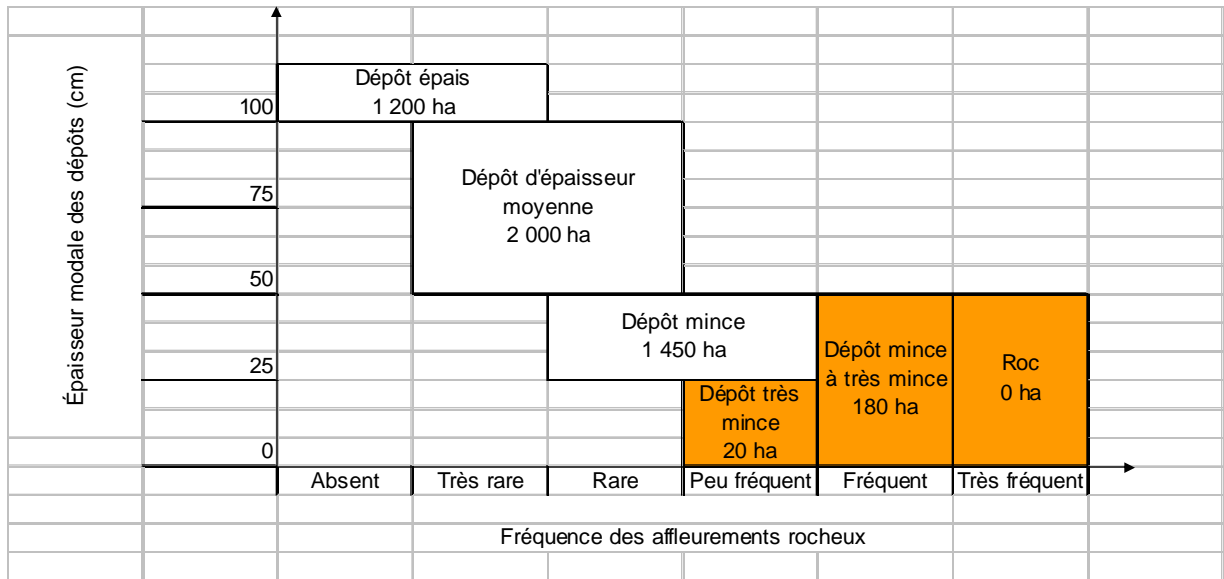 Épaisseur modale des dépôts (cm)
100
75
50
25
0
Dépôt épais
1 200 ha
Dépôt d'épaisseur
moyenne
2 000 ha
Dépôt mince
1 450 ha
Dépôt très
mince
20 ha
Dépôt mince
à très mince
180 ha
Roc
0 ha
Absent
Très rare
Rare
Peu fréquent
Fréquent
Très fréquent
Fréquence des affleurements rocheux